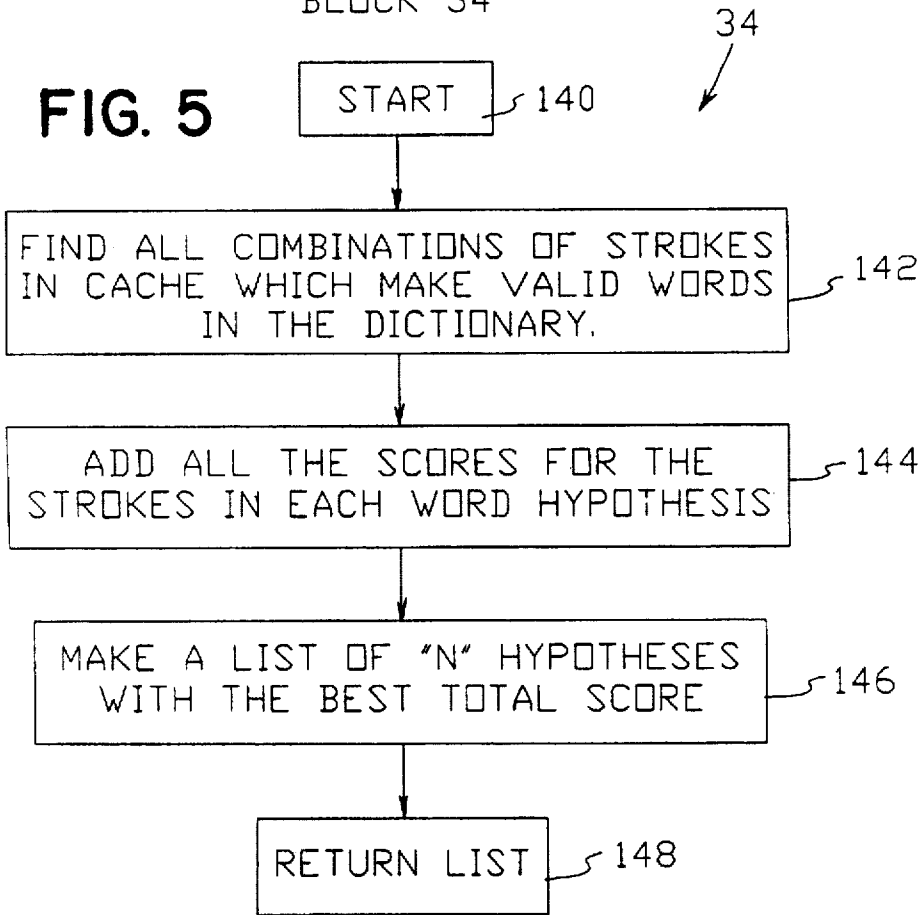 BLOCK 34
34
FIG. 5
START
140
FIND ALL COMBINATIONS OF STROKES
IN CACHE WHICH MAKE VALID WORDS
IN THE DICTIONARY.
142
ADD ALL THE SCORES FOR THE
STROKES IN EACH WORD HYPOTHESIS
144
MAKE A LIST OF "N" HYPOTHESES
WITH THE BEST TOTAL SCORE
146
RETURN LIST
148